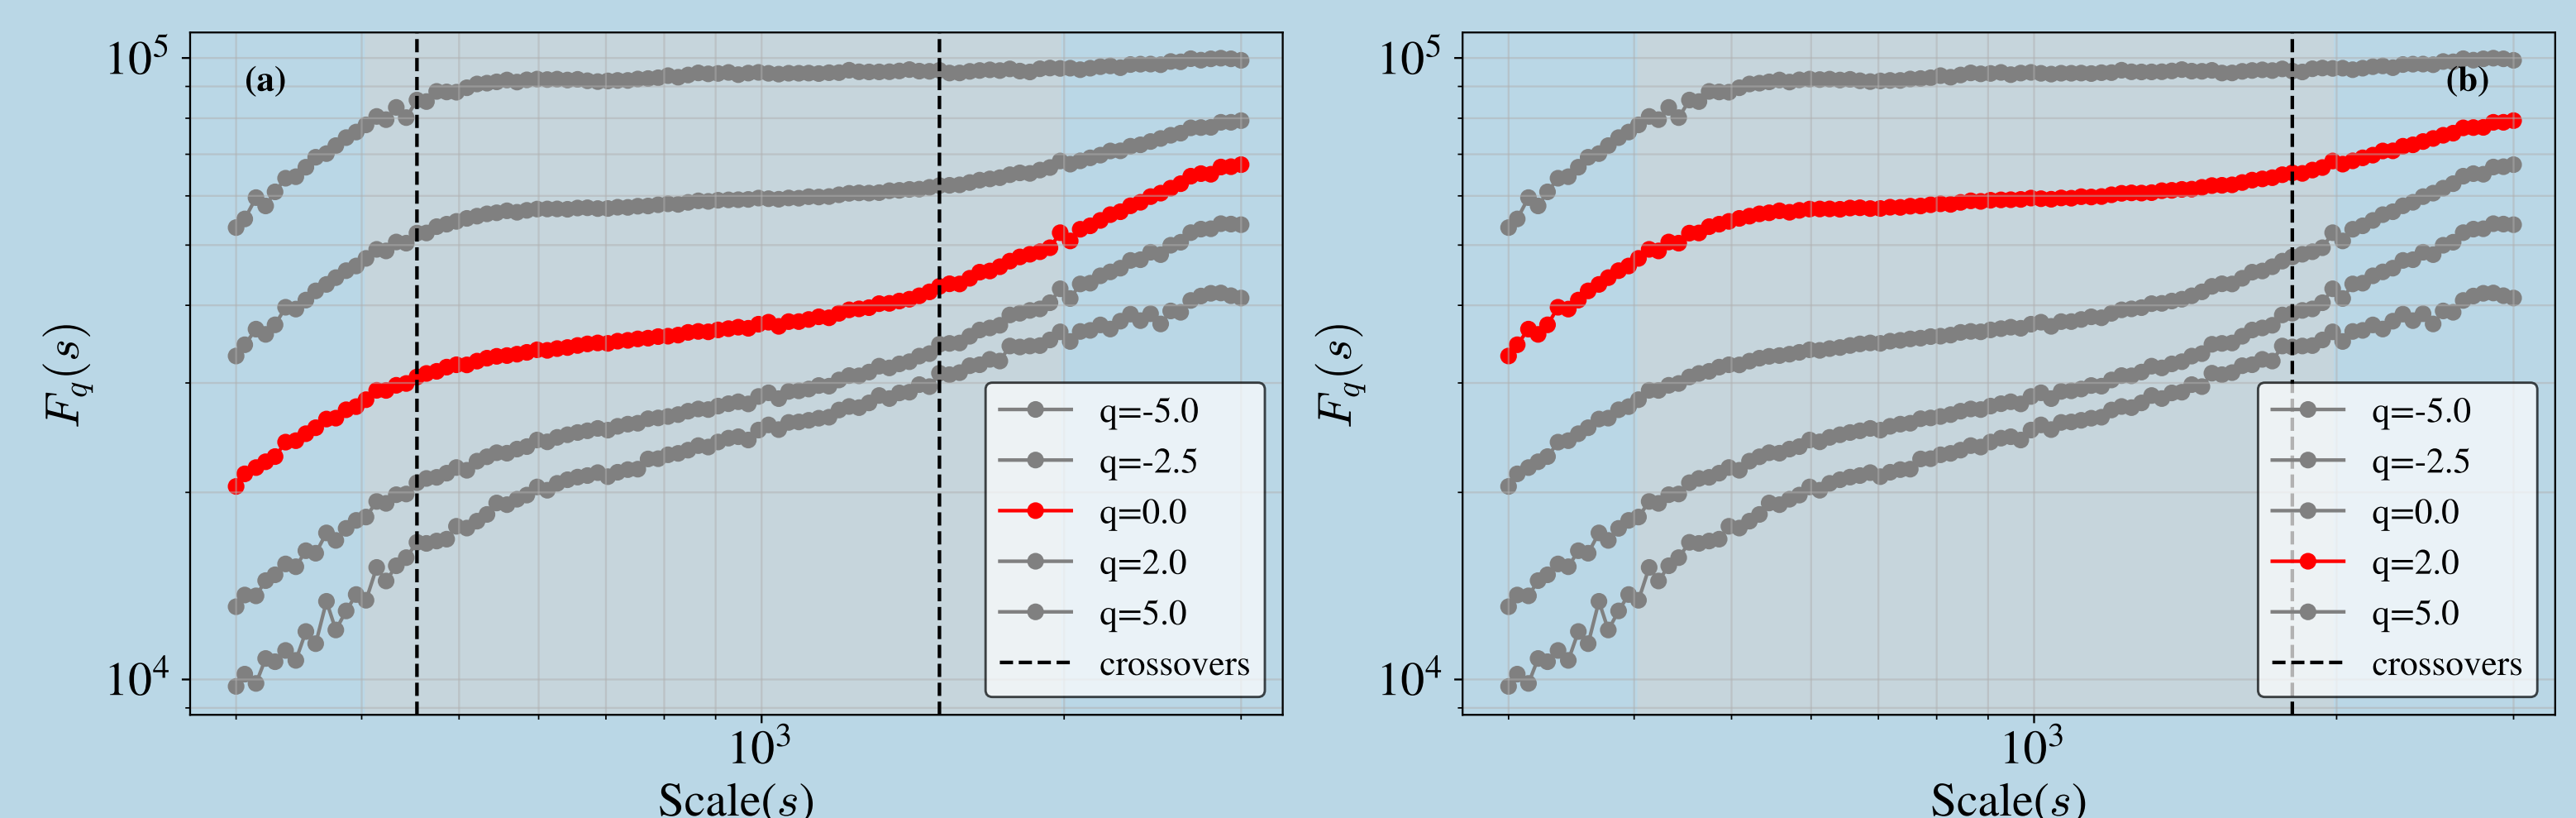 10^5
(a)
F_q(s)
q=-5.0
q=-2.5
q=0.0
q=2.0
q=5.0
crossovers
10^4
10^3
Scale(s)
10^5
(b)
F_q(s)
q=-5.0
q=-2.5
q=0.0
q=2.0
q=5.0
crossovers
10^4
10^3
Scale(s)